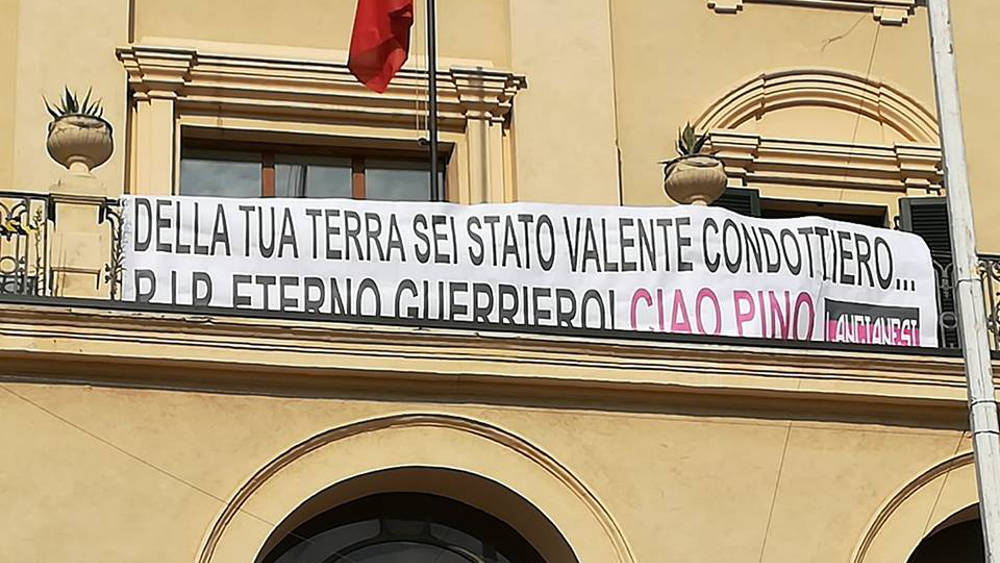 DELLA TUA TERRA SEI STATO VALENTE CONDOTTIERO...
R.I.P. ETERNO GUERRIERO! CIAO PINO LANCIANESI